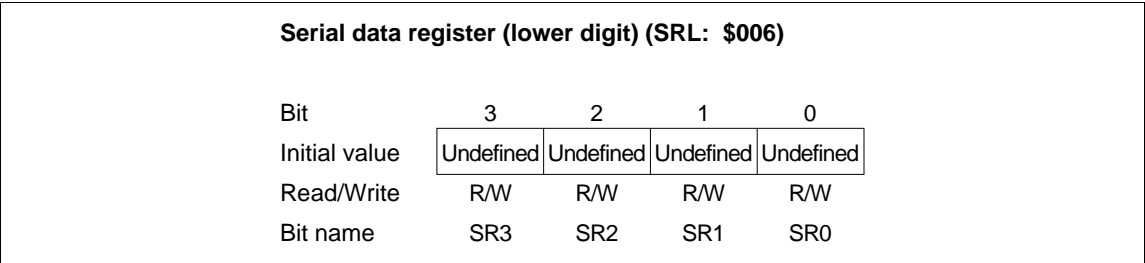 Serial data register (lower digit) (SRL: $006)
Bit 3 2 1 0
Initial value Undefined Undefined Undefined Undefined
Read/Write R/W R/W R/W R/W
Bit name SR3 SR2 SR1 SR0